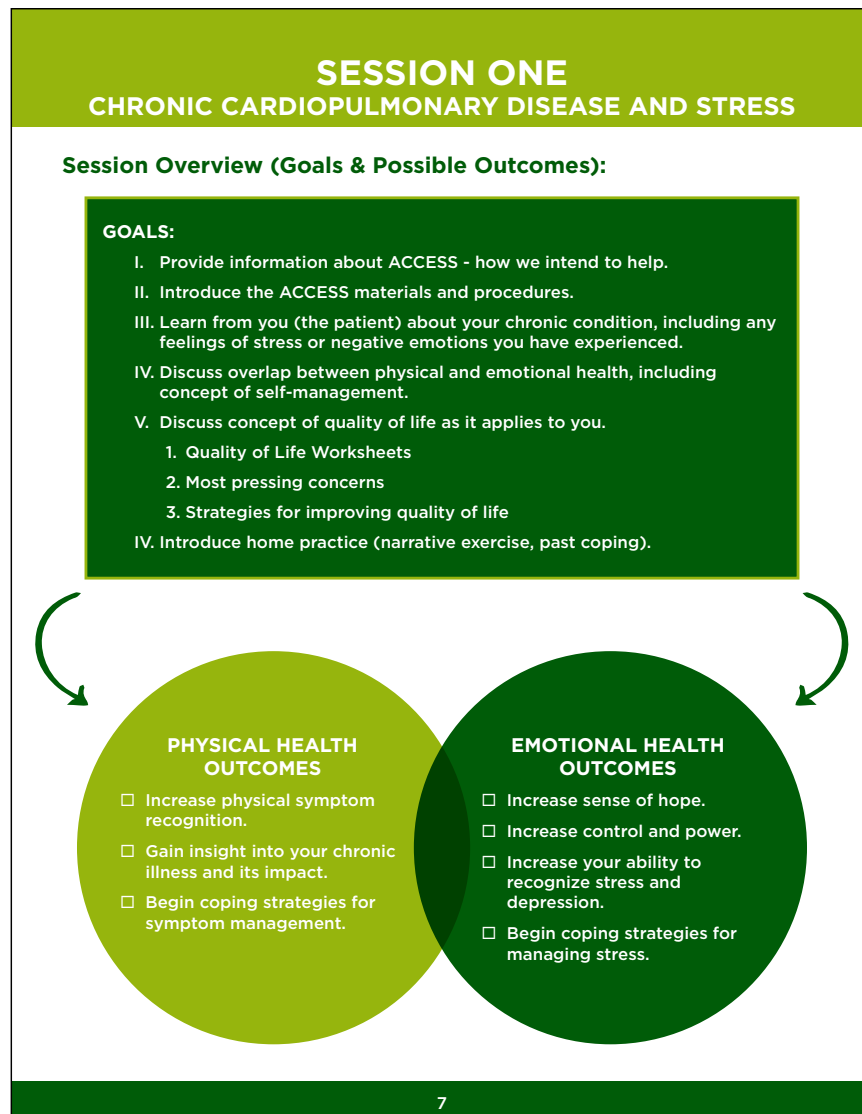 SESSION ONE
CHRONIC CARDIOPULMONARY DISEASE AND STRESS
Session Overview (Goals & Possible Outcomes):
GOALS:
I. Provide information about ACCESS - how we intend to help.
II. Introduce the ACCESS materials and procedures.
III. Learn from you (the patient) about your chronic condition, including any
feelings of stress or negative emotions you have experienced.
IV. Discuss overlap between physical and emotional health, including
concept of self-management.
V. Discuss concept of quality of life as it applies to you.
1. Quality of Life Worksheets
2. Most pressing concerns
3. Strategies for improving quality of life
IV. Introduce home practice (narrative exercise, past coping).
PHYSICAL HEALTH
OUTCOMES
☐ Increase physical symptom
recognition.
☐ Gain insight into your chronic
illness and its impact.
☐ Begin coping strategies for
symptom management.
EMOTIONAL HEALTH
OUTCOMES
☐ Increase sense of hope.
☐ Increase control and power.
☐ Increase your ability to
recognize stress and
depression.
☐ Begin coping strategies for
managing stress.
7